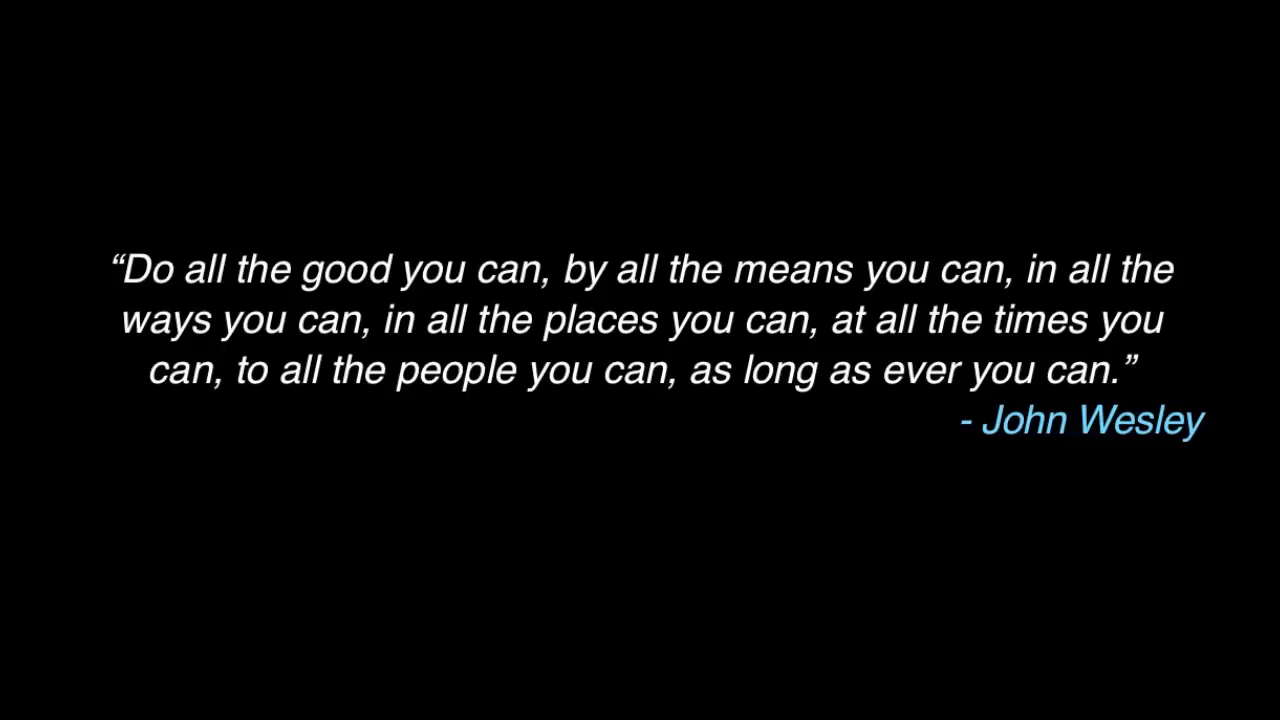 “Do all the good you can, by all the means you can, in all the
ways you can, in all the places you can, at all the times you
can, to all the people you can, as long as ever you can.”
- John Wesley